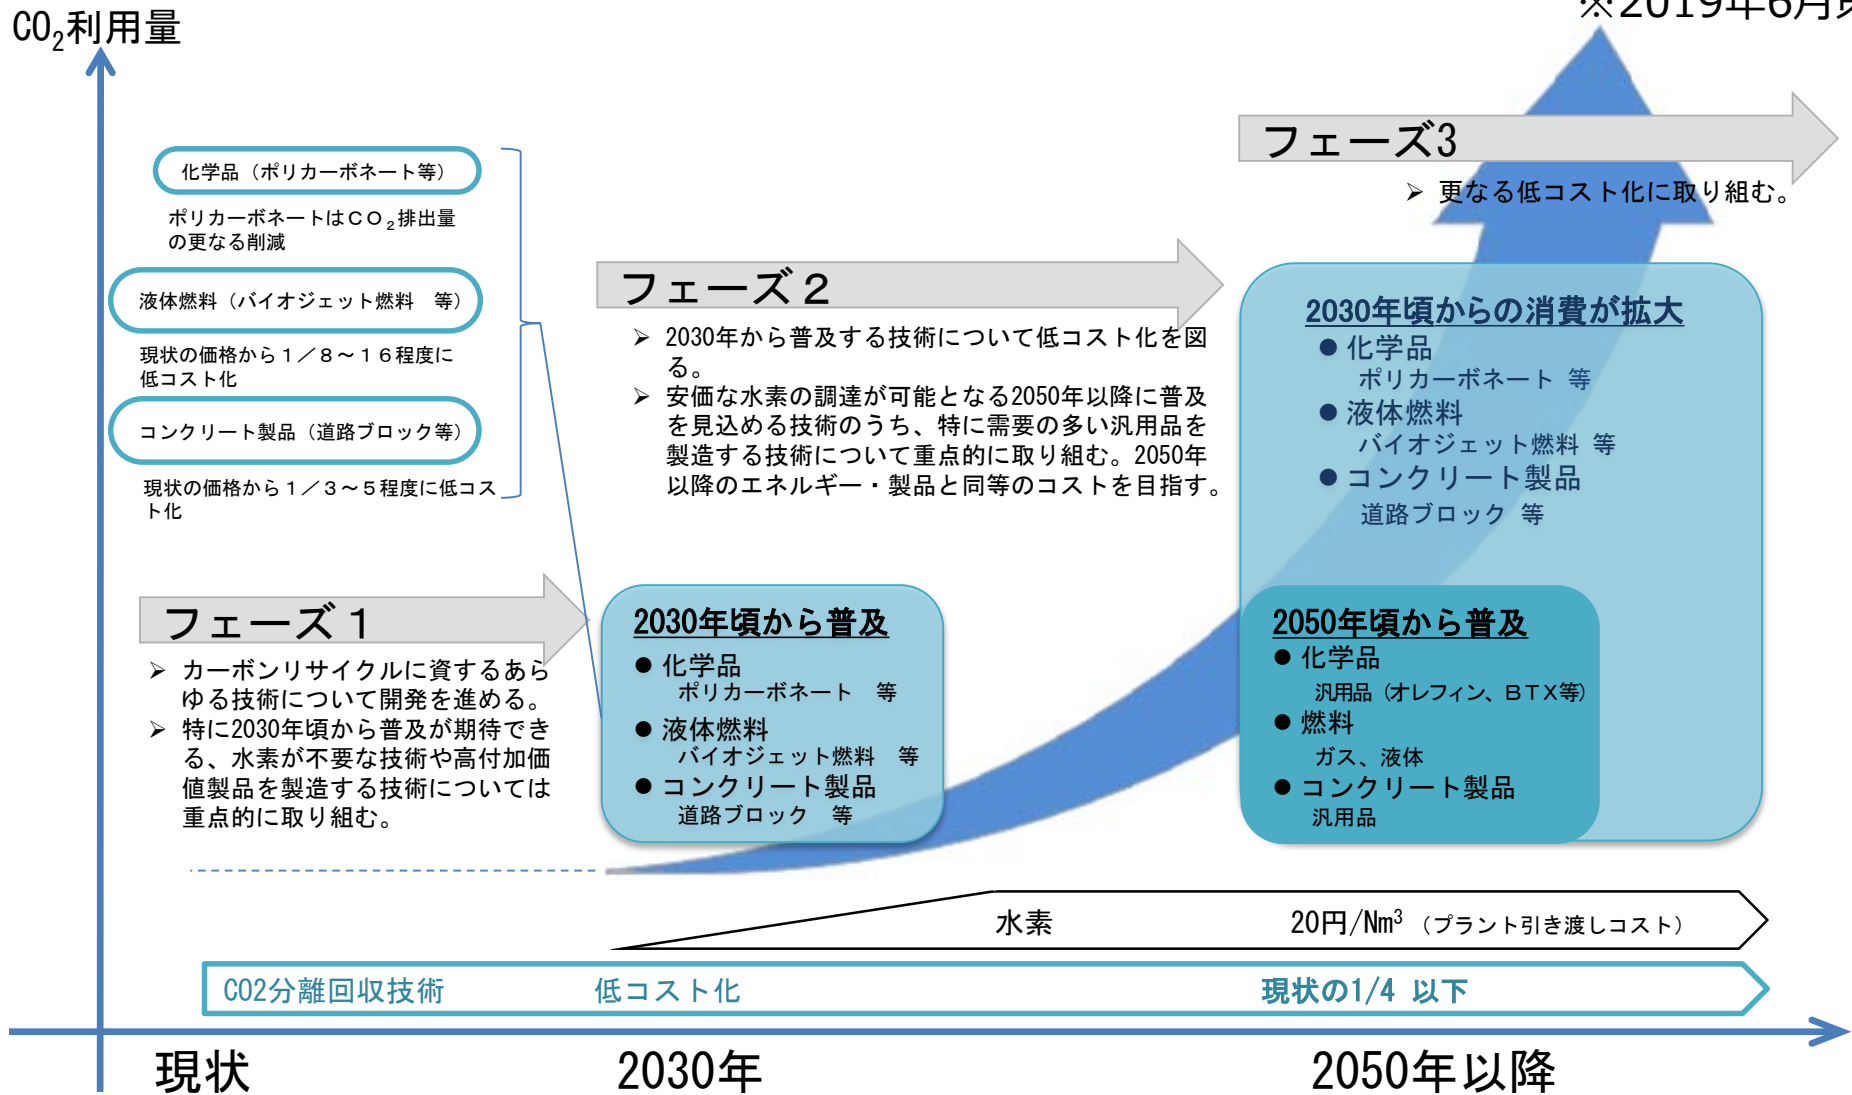 CO2利用量
※2019年6月
化学品（ポリカーボネート等）
ポリカーボネートはＣＯ2排出量
の更なる削減
液体燃料（バイオジェット燃料　等）
現状の価格から１／８～１６程度に
低コスト化
コンクリート製品（道路ブロック等）
現状の価格から１／３～５程度に低コス
ト化
フェーズ１
➢ カーボンリサイクルに資するあら
ゆる技術について開発を進める。
➢ 特に2030年頃から普及が期待でき
る、水素が不要な技術や高付加価
値製品を製造する技術については
重点的に取り組む。
フェーズ２
➢ 2030年から普及する技術について低コスト化を図
る。
➢ 安価な水素の調達が可能となる2050年以降に普及
を見込める技術のうち、特に需要の多い汎用品を
製造する技術について重点的に取り組む。2050年
以降のエネルギー・製品と同等のコストを目指す。
2030年頃から普及
● 化学品
ポリカーボネート　等
● 液体燃料
バイオジェット燃料　等
● コンクリート製品
道路ブロック　等
フェーズ3
➢ 更なる低コスト化に取り組む。
2030年頃からの消費が拡大
● 化学品
ポリカーボネート 等
● 液体燃料
バイオジェット燃料 等
● コンクリート製品
道路ブロック 等
2050年頃から普及
● 化学品
汎用品（オレフィン、ＢＴＸ等）
● 燃料
ガス、液体
● コンクリート製品
汎用品
水素 20円/Nm3 （プラント引き渡しコスト）
CO2分離回収技術 低コスト化 現状の1/4 以下
現状 2030年 2050年以降